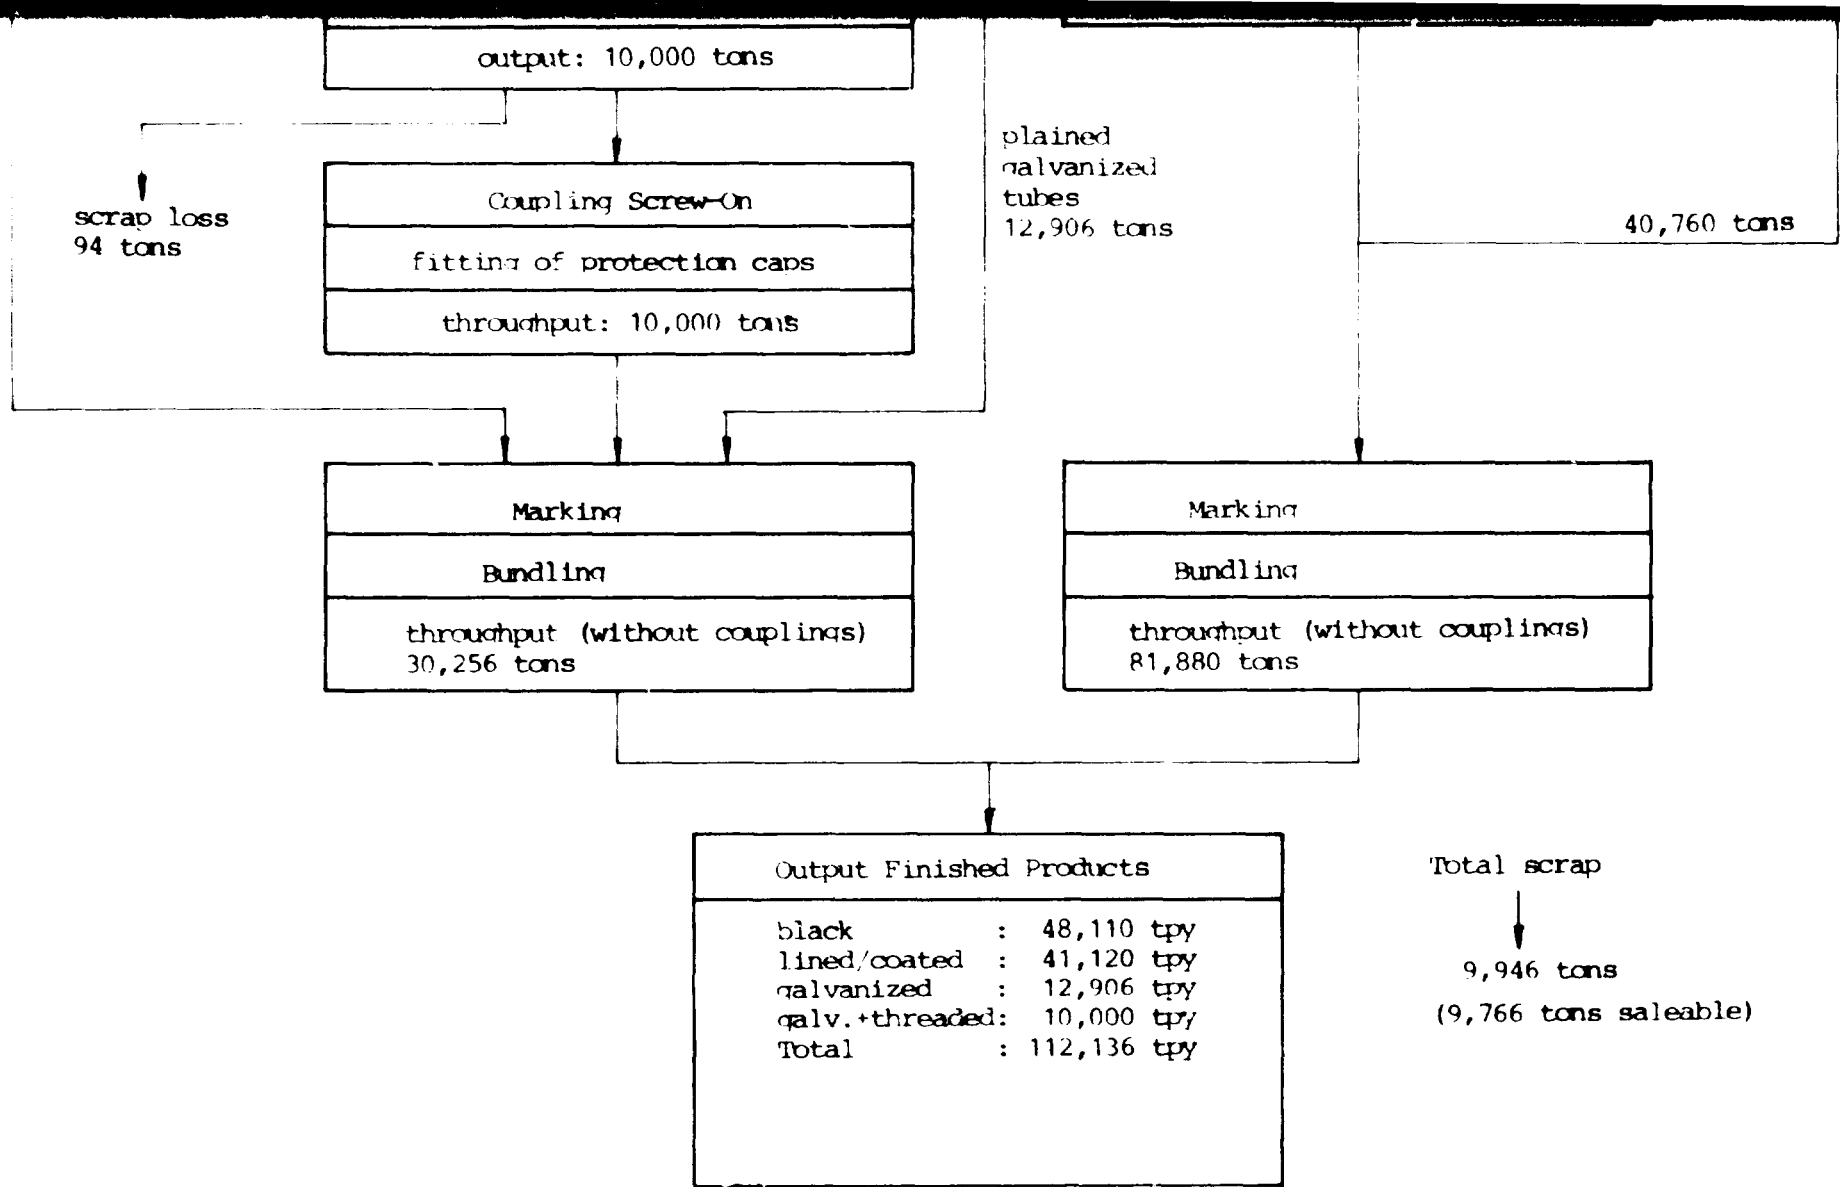 output: 10,000 tons
scrap loss
94 tons
Coupling Screw-On
fitting of protection caps
throughput: 10,000 tons
plained
galvanized
tubes
12,906 tons
40,760 tons
Marking
Bundling
throughput (without couplings)
30,256 tons
Marking
Bundling
throughput (without couplings)
81,880 tons
Output Finished Products
black : 48,110 tpy
lined/coated : 41,120 tpy
galvanized : 12,906 tpy
galv.+threaded: 10,000 tpy
Total : 112,136 tpy
Total scrap
9,946 tons
(9,766 tons saleable)